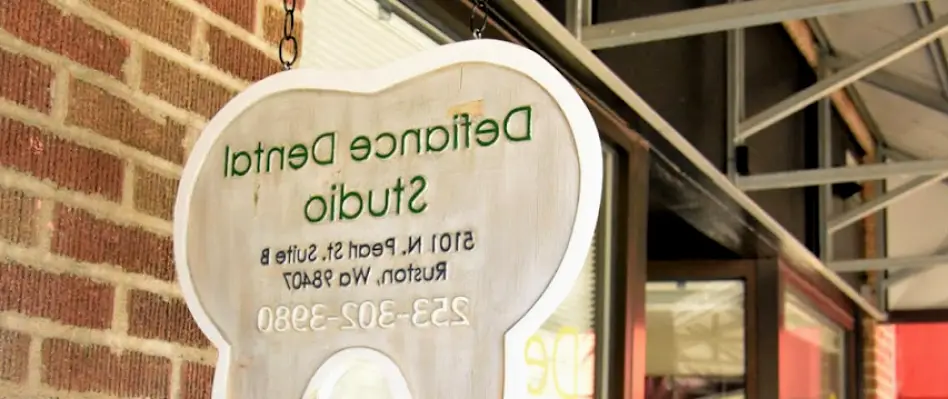 Defiance Dental
Studio
5101 N. Pearl St. Suite B
Ruston, Wa 98407
253-302-3980